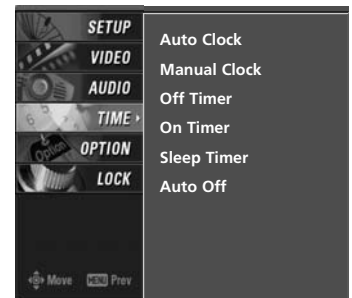 SETUP
VIDEO
AUDIO
TIME
OPTION
LOCK
Move MENU Prev
Auto Clock
Manual Clock
Off Timer
On Timer
Sleep Timer
Auto Off